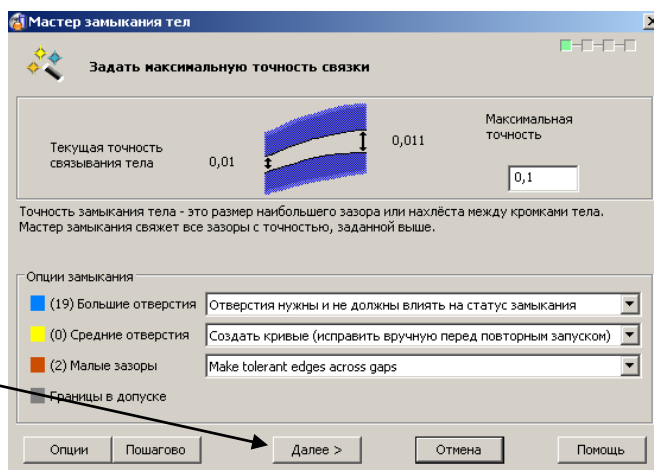 Мастер замыкания тел
Задать максимальную точность связки
Текущая точность
связывания тела
0,01
0,011
Максимальная
точность
0,1
Точность замыкания тела - это размер наибольшего зазора или нахлёста между кромками тела.
Мастер замыкания свяжет все зазоры с точностью, заданной выше.
Опции замыкания
(19) Большие отверстия Отверстия нужны и не должны влиять на статус замыкания
(0) Средние отверстия Создать кривые (исправить вручную перед повторным запуском)
(2) Малые зазоры Make tolerant edges across gaps
Границы в допуске
Опции Пошагово Далее > Отмена Помощь